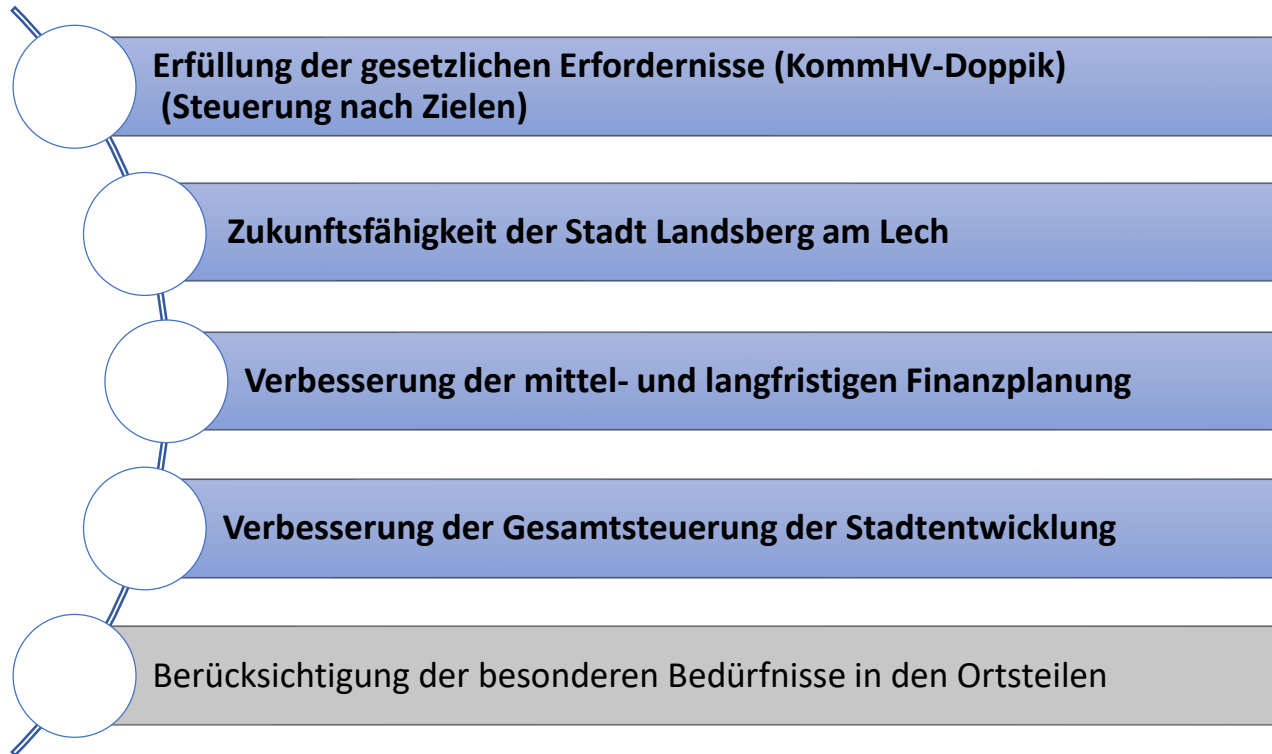 Erfüllung der gesetzlichen Erfordernisse (KommHV-Doppik)
(Steuerung nach Zielen)
Zukunftsfähigkeit der Stadt Landsberg am Lech
Verbesserung der mittel- und langfristigen Finanzplanung
Verbesserung der Gesamtsteuerung der Stadtentwicklung
Berücksichtigung der besonderen Bedürfnisse in den Ortsteilen